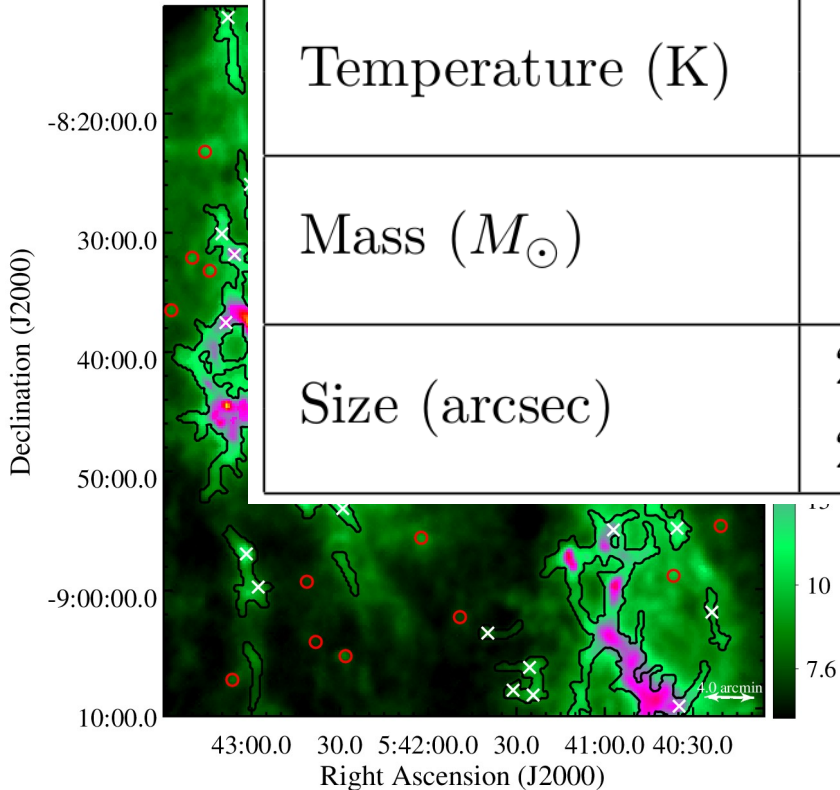 Temperature (K)
Mass (M⊙)
Size (arcsec)
Declination (J2000)
-8:20:00.0
30:00.0
40:00.0
50:00.0
-9:00:00.0
10:00.0
10
7.6
4.0 arcmin
43:00.0 30.0 5:42:00.0 30.0 41:00.0 40:30.0
Right Ascension (J2000)